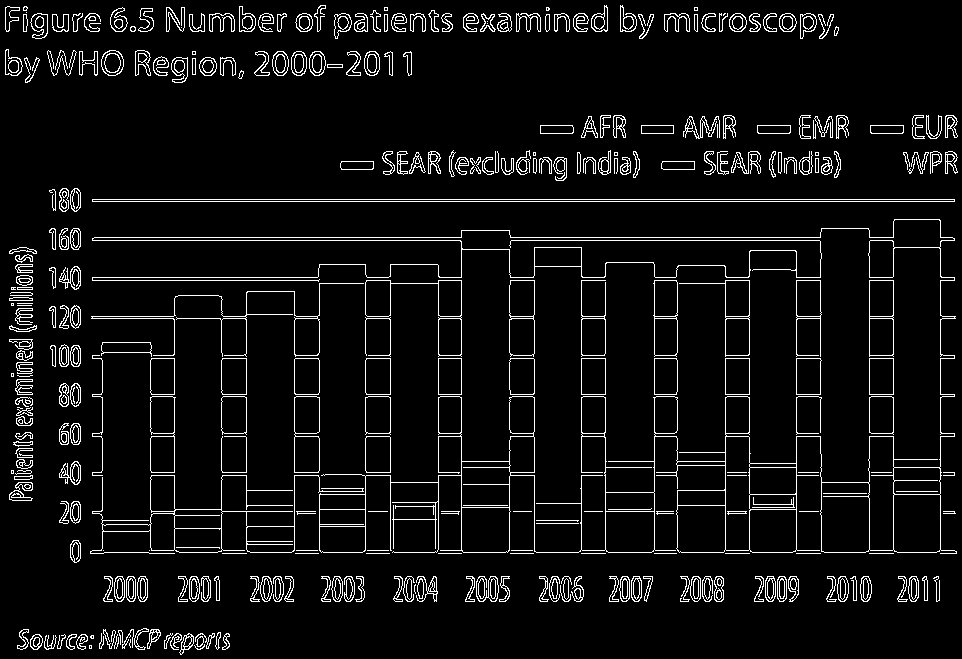 Figure 6.5 Number of patients examined by microscopy,
by WHO Region, 2000–2011
AFR AMR EMR EUR
SEAR (excluding India) SEAR (India) WPR
Patients examined (millions)
180
160
140
120
100
80
60
40
20
0
2000 2001 2002 2003 2004 2005 2006 2007 2008 2009 2010 2011
Source: NMCP reports